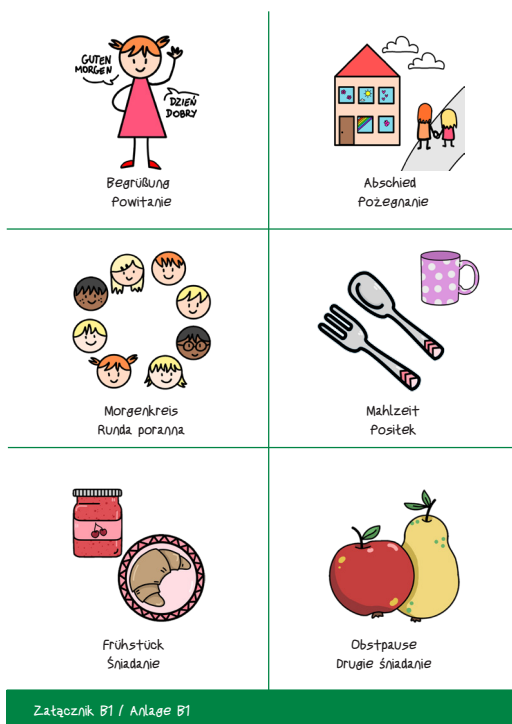 GUTEN
MORGEN
DZIEŃ
DOBRY
Begrüßung
Powitanie
Abschied
Pożegnanie
Morgenkreis
Runda poranna
Mahlzeit
Posiłek
Frühstück
Śniadanie
Obstpause
Drugie śniadanie
Załącznik B1 / Anlage B1